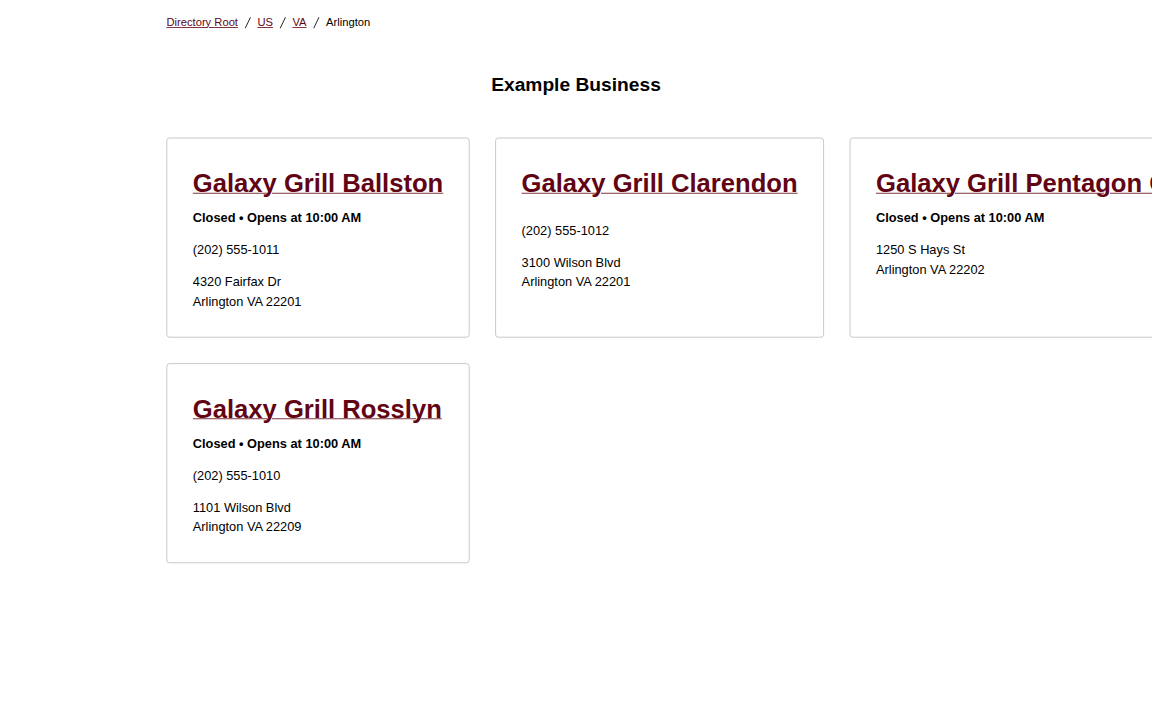 Directory Root / US / VA / Arlington
Example Business
Galaxy Grill Ballston
Closed • Opens at 10:00 AM
(202) 555-1011
4320 Fairfax Dr
Arlington VA 22201
Galaxy Grill Clarendon
(202) 555-1012
3100 Wilson Blvd
Arlington VA 22201
Galaxy Grill Pentagon
Closed • Opens at 10:00 AM
1250 S Hays St
Arlington VA 22202
Galaxy Grill Rosslyn
Closed • Opens at 10:00 AM
(202) 555-1010
1101 Wilson Blvd
Arlington VA 22209